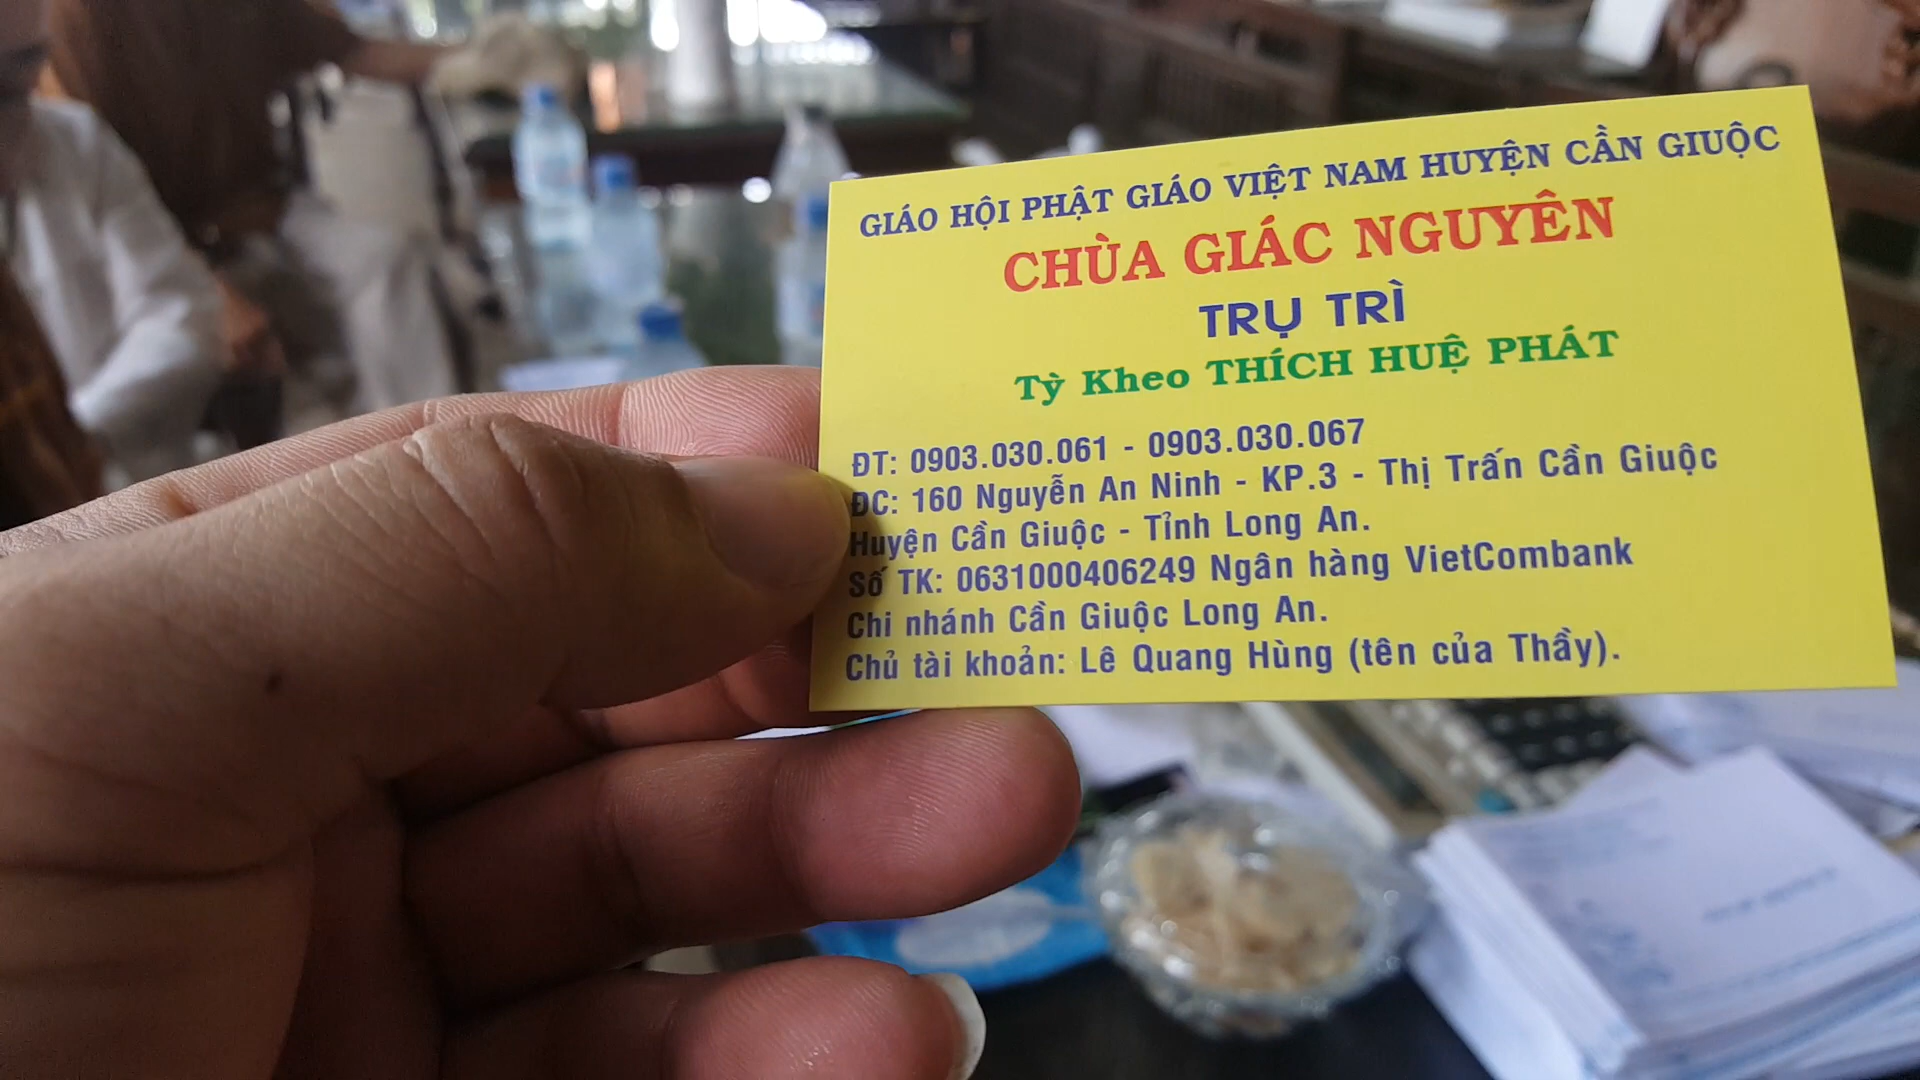 GIÁO HỘI PHẬT GIÁO VIỆT NAM HUYỆN CẦN GIUỘC
CHÙA GIÁC NGUYÊN
TRỤ TRÌ
Tỳ Kheo THÍCH HUỆ PHÁT
ĐT: 0903.030.061 - 0903.030.067
ĐC: 160 Nguyễn An Ninh - KP.3 - Thị Trấn Cần Giuộc
Huyện Cần Giuộc - Tỉnh Long An.
Số TK: 0631000406249 Ngân hàng VietCombank
Chi nhánh Cần Giuộc Long An.
Chủ tài khoản: Lê Quang Hùng (tên của Thầy).